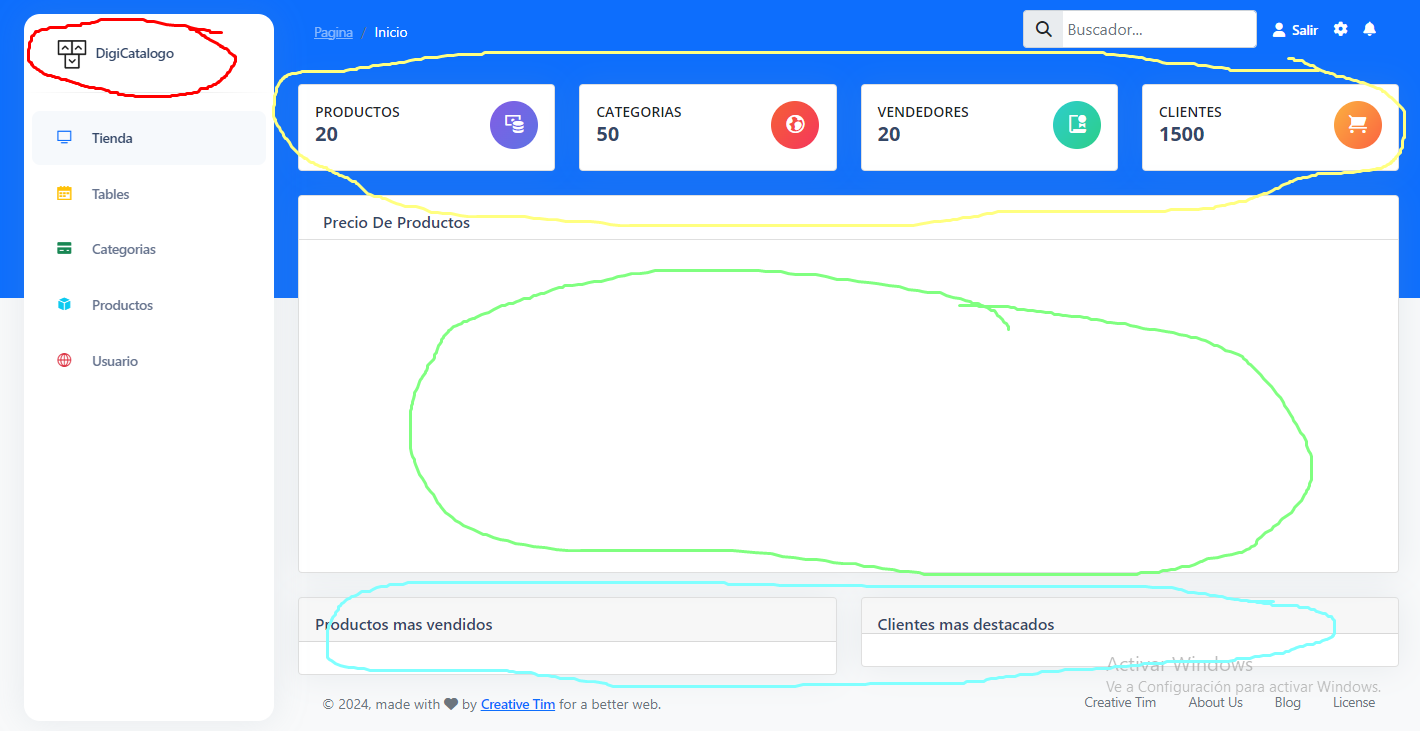 DigiCatalogo
Tienda
Tables
Categorias
Productos
Usuario
Pagina / Inicio
Buscador...
Salir
PRODUCTOS
20
CATEGORIAS
50
VENDEDORES
20
CLIENTES
1500
Precio De Productos
Productos mas vendidos
Clientes mas destacados
Activar Windows
Ve a Configuración para activar Windows.
© 2024, made with ♥ by Creative Tim for a better web.
Creative Tim About Us Blog License